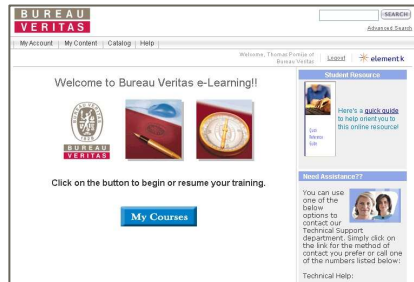 BUREAU
VERITAS
SEARCH
Advanced Search
My Account | My Content | Catalog | Help |
Welcome, Thomas
Bureau Veritas
Logout
elementk
Welcome to Bureau Veritas e-Learning!!
BUREAU
VERITAS
Click on the button to begin or resume your training.
My Courses
Student Resource
Quick
Reference
Guide
Here's a quick guide
to help orient you to
this online resource!
Need Assistance??
You can use
one of the
below
options to
contact our
Technical Support
department. Simply click on
the link for the method of
contact you prefer or call one
of the numbers listed below:
Technical Help: